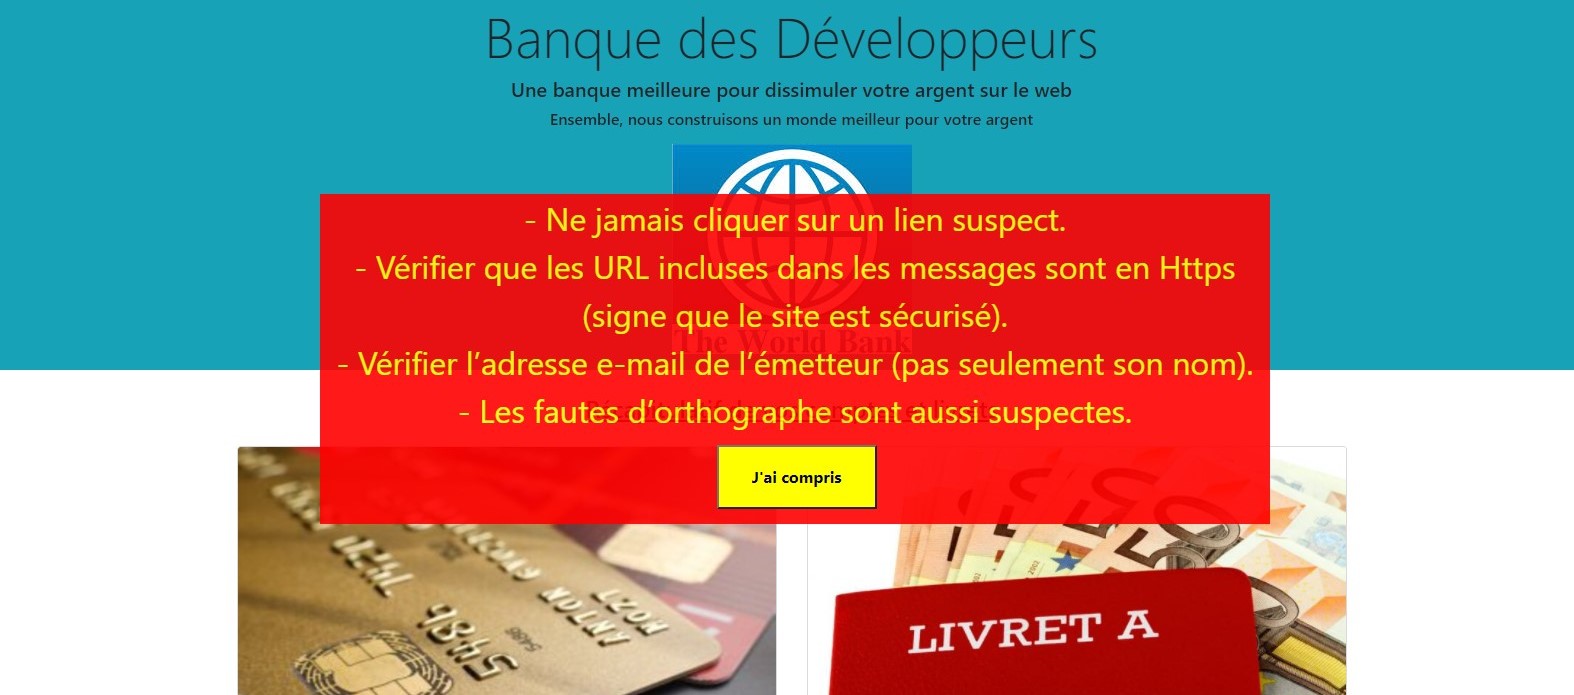 Banque des Développeurs
Une banque meilleure pour dissimuler votre argent sur le web
Ensemble, nous construisons un monde meilleur pour votre argent
- Ne jamais cliquer sur un lien suspect.
- Vérifier que les URL incluses dans les messages sont en Https
(signe que le site est sécurisé).
The World Bank
- Vérifier l’adresse e-mail de l’émetteur (pas seulement son nom).
- Les fautes d’orthographe sont aussi suspectes.
J'ai compris
5486
ANTON
LIVRET A
50